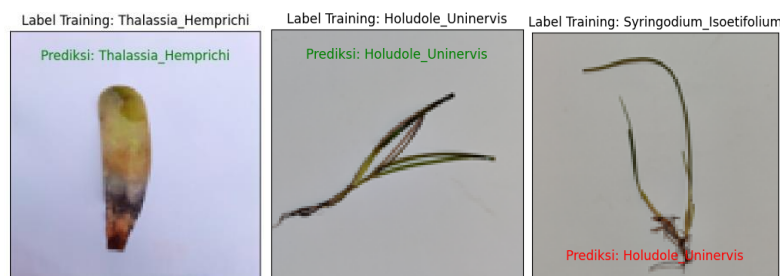 Label Training: Thalassia_Hemprichi
Prediksi: Thalassia_Hemprichi
Label Training: Holudole_Uninervis
Prediksi: Holudole_Uninervis
Label Training: Syringodium_Isoetifolium
Prediksi: Holudole_Uninervis